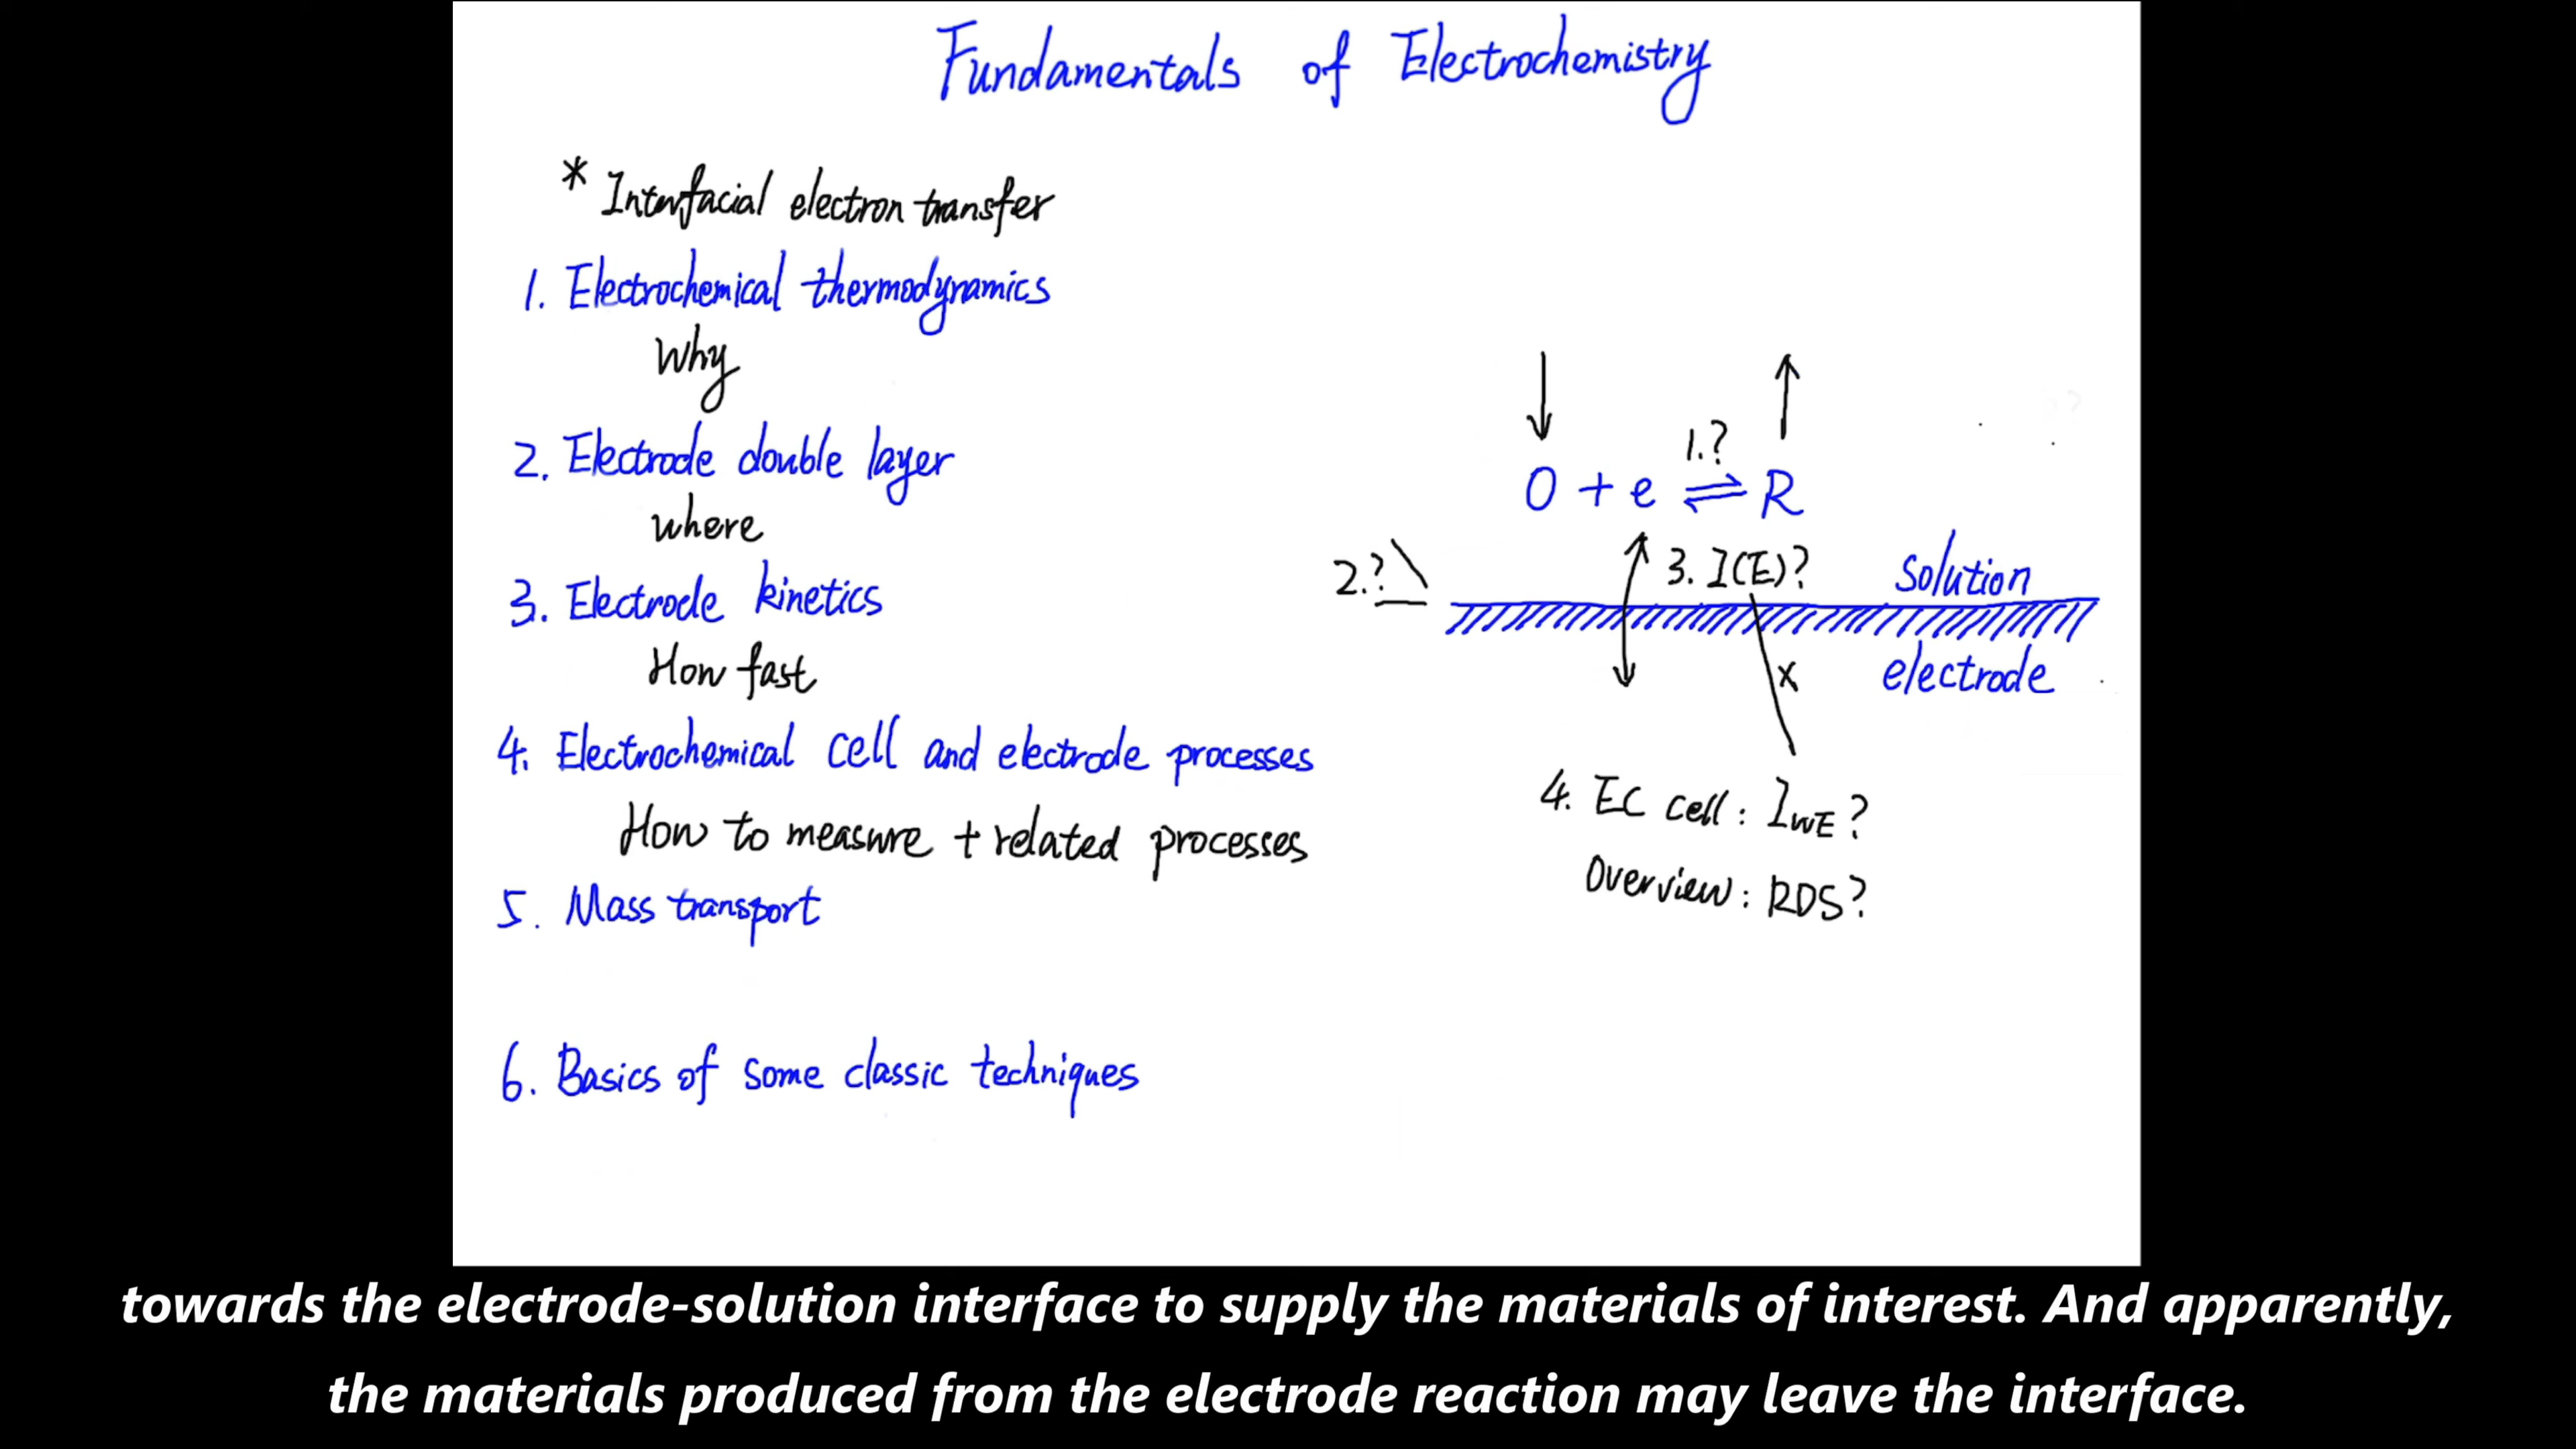 Fundamentals of Electrochemistry
* Interfacial electron transfer
1. Electrochemical thermodynamics
Why
2. Electrode double layer
where
3. Electrode kinetics
How fast
4. Electrochemical cell and electrode processes
How to measure + related processes
5. Mass transport
6. Basics of some classic techniques
1.?
O + e ⇌ R
2.?
3. I(E)?
solution
electrode
x
4. EC cell: I_WE?
Overview: RDS?
towards the electrode-solution interface to supply the materials of interest. And apparently,
the materials produced from the electrode reaction may leave the interface.